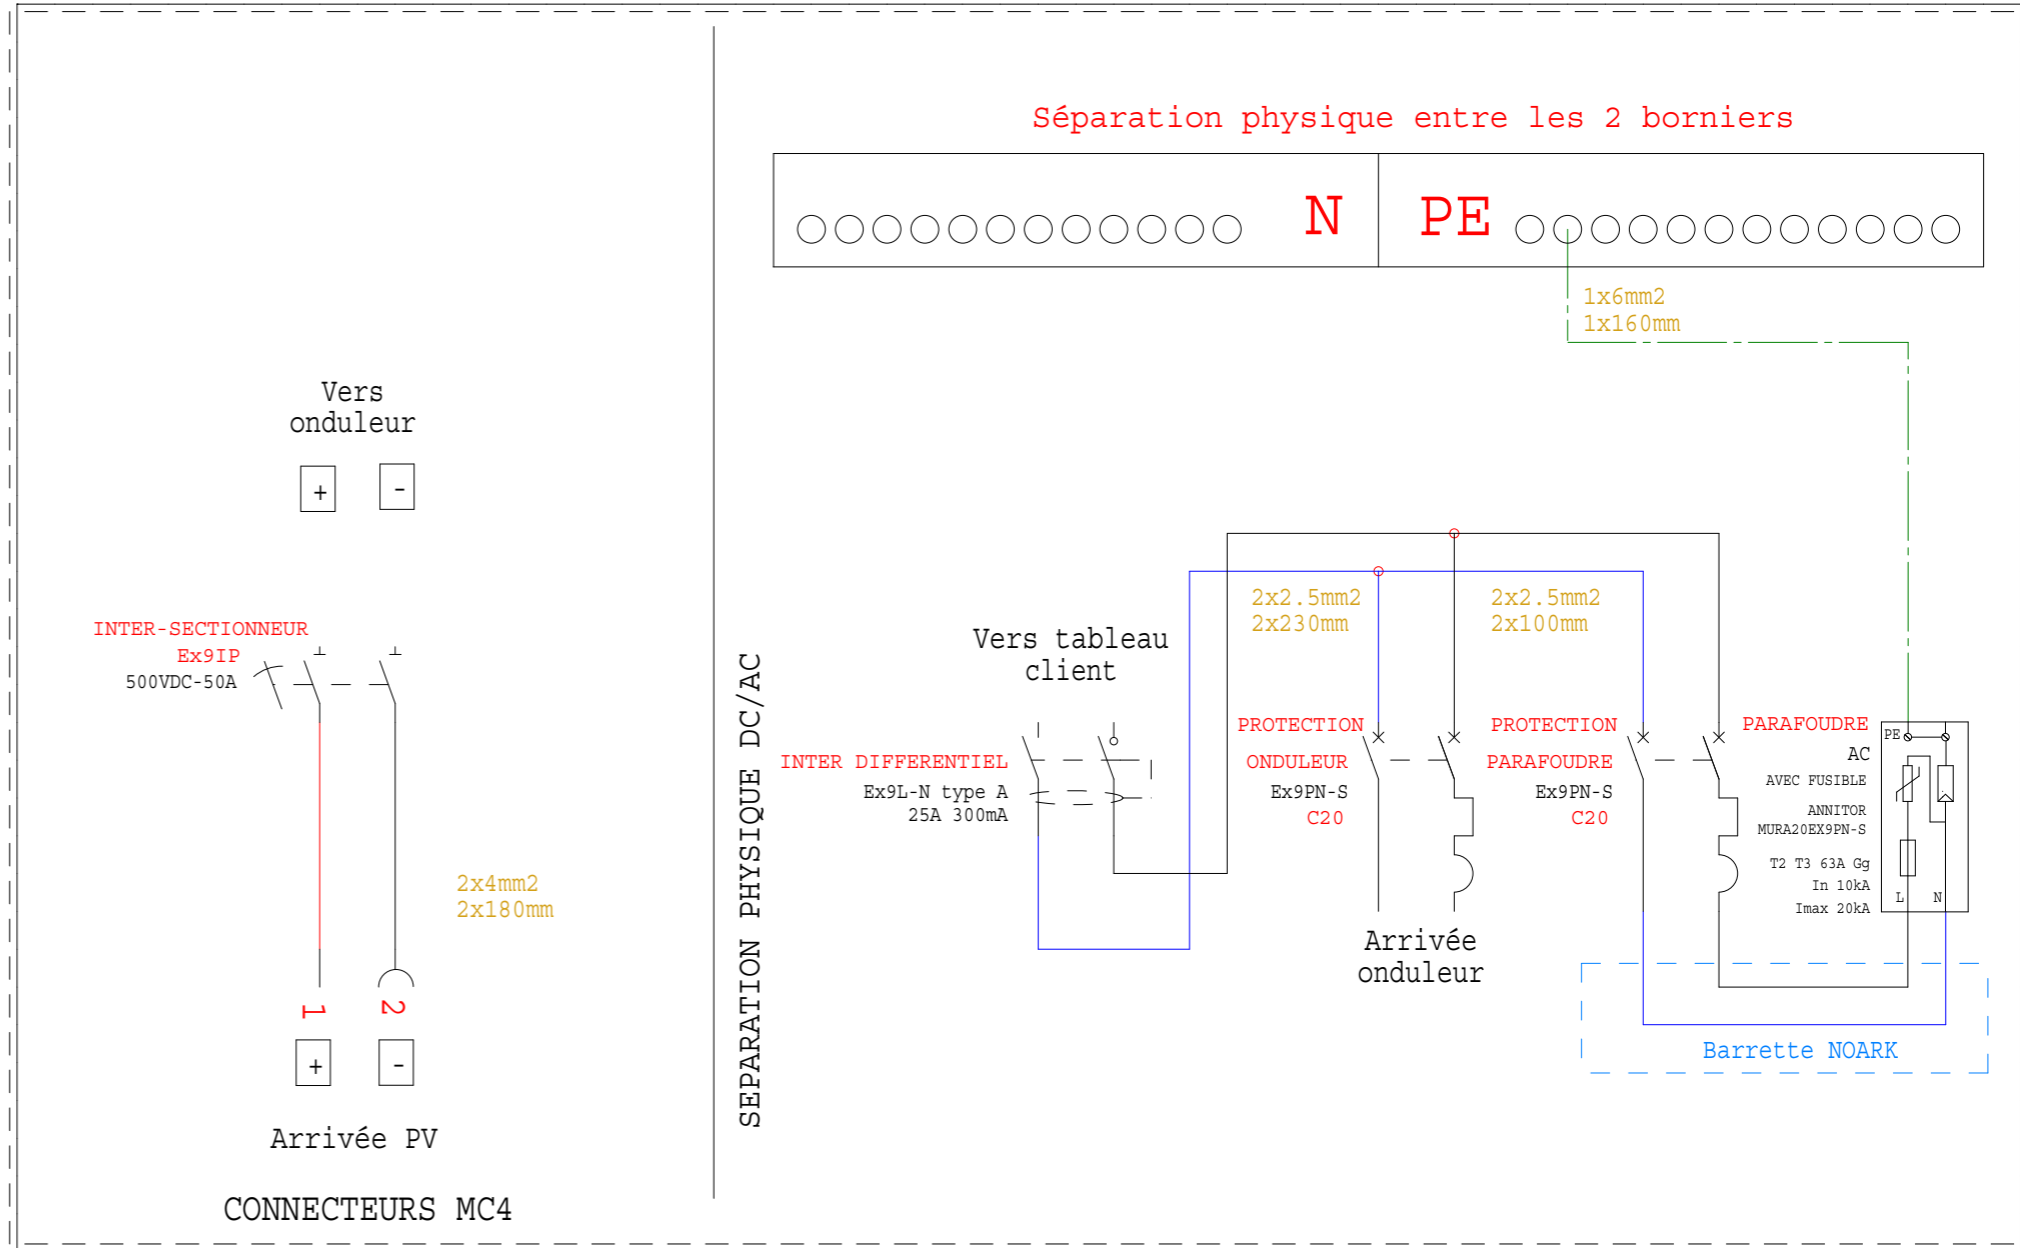 Séparation physique entre les 2 borniers
N
PE
1x6mm2
1x160mm
Vers
onduleur
+
-
INTER-SECTIONNEUR
Ex9IP
500VDC-50A
2x4mm2
2x180mm
1
2
+
-
Arrivée PV
CONNECTEURS MC4
SEPARATION PHYSIQUE DC/AC
Vers tableau
client
INTER DIFFERENTIEL
Ex9L-N type A
25A 300mA
2x2.5mm2
2x230mm
PROTECTION
ONDULEUR
Ex9PN-S
C20
Arrivée
onduleur
2x2.5mm2
2x100mm
PROTECTION
PARAFOUDRE
Ex9PN-S
C20
PARAFOUDRE
AC
AVEC FUSIBLE
ANNITOR
MURA20EX9PN-S
T2 T3 63A Gg
In 10kA
Imax 20kA
PE
L
N
Barrette NOARK